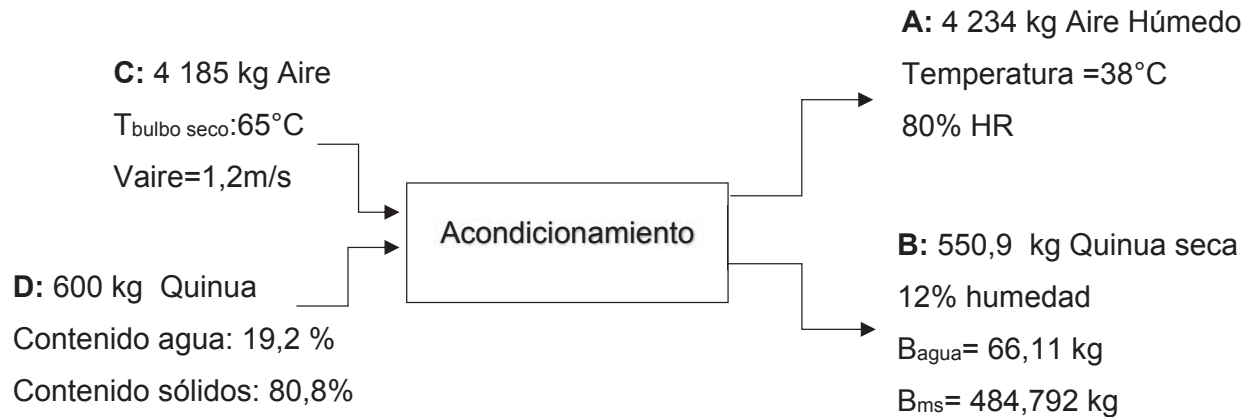 A: 4 234 kg Aire Húmedo
Temperatura =38°C
80% HR
C: 4 185 kg Aire
Tbulbo seco:65°C
Vaire=1,2m/s
Acondicionamiento
D: 600 kg Quinua
Contenido agua: 19,2 %
Contenido sólidos: 80,8%
B: 550,9 kg Quinua seca
12% humedad
Bagua= 66,11 kg
Bms= 484,792 kg